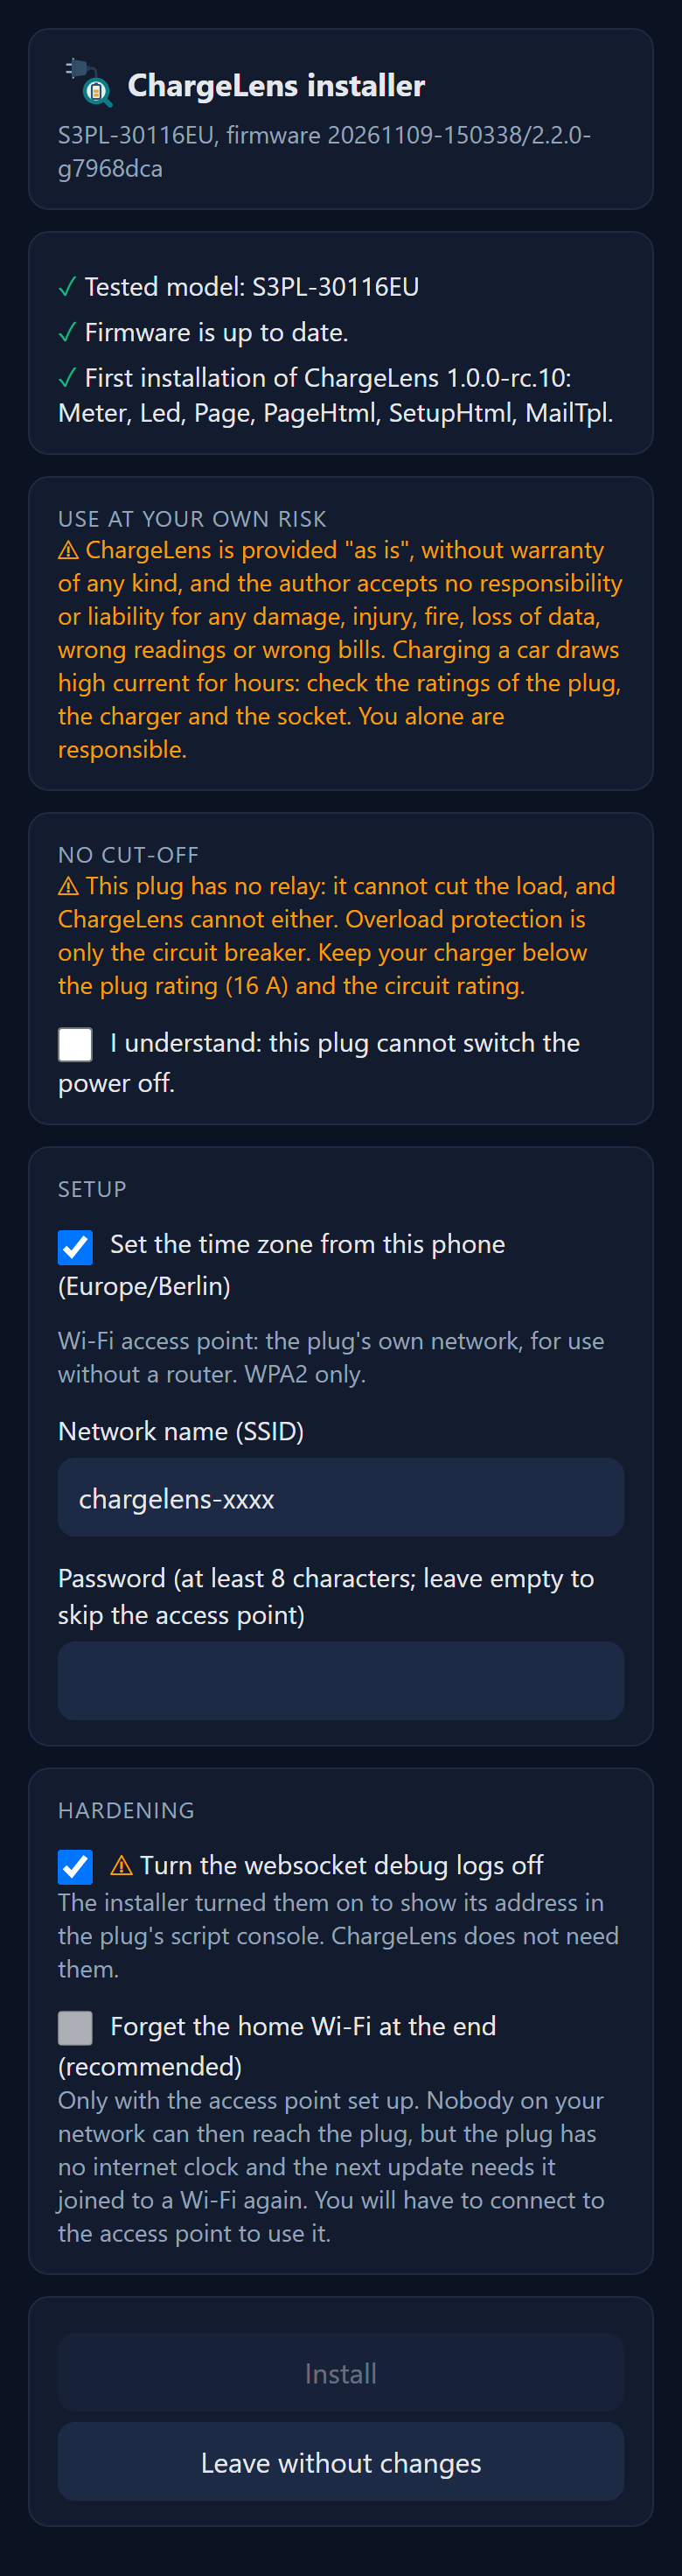 ChargeLens installer
S3PL-30116EU, firmware 20261109-150338/2.2.0-
g7968dca
✓ Tested model: S3PL-30116EU
✓ Firmware is up to date.
✓ First installation of ChargeLens 1.0.0-rc.10:
Meter, Led, Page, PageHtml, SetupHtml, MailTpl.
USE AT YOUR OWN RISK
⚠ ChargeLens is provided "as is", without warranty
of any kind, and the author accepts no responsibility
or liability for any damage, injury, fire, loss of data,
wrong readings or wrong bills. Charging a car draws
high current for hours: check the ratings of the plug,
the charger and the socket. You alone are
responsible.
NO CUT-OFF
⚠ This plug has no relay: it cannot cut the load, and
ChargeLens cannot either. Overload protection is
only the circuit breaker. Keep your charger below
the plug rating (16 A) and the circuit rating.
I understand: this plug cannot switch the
power off.
SETUP
Set the time zone from this phone
(Europe/Berlin)
Wi-Fi access point: the plug's own network, for use
without a router. WPA2 only.
Network name (SSID)
chargelens-xxxx
Password (at least 8 characters; leave empty to
skip the access point)
HARDENING
⚠ Turn the websocket debug logs off
The installer turned them on to show its address in
the plug's script console. ChargeLens does not need
them.
Forget the home Wi-Fi at the end
(recommended)
Only with the access point set up. Nobody on your
network can then reach the plug, but the plug has
no internet clock and the next update needs it
joined to a Wi-Fi again. You will have to connect to
the access point to use it.
Install
Leave without changes